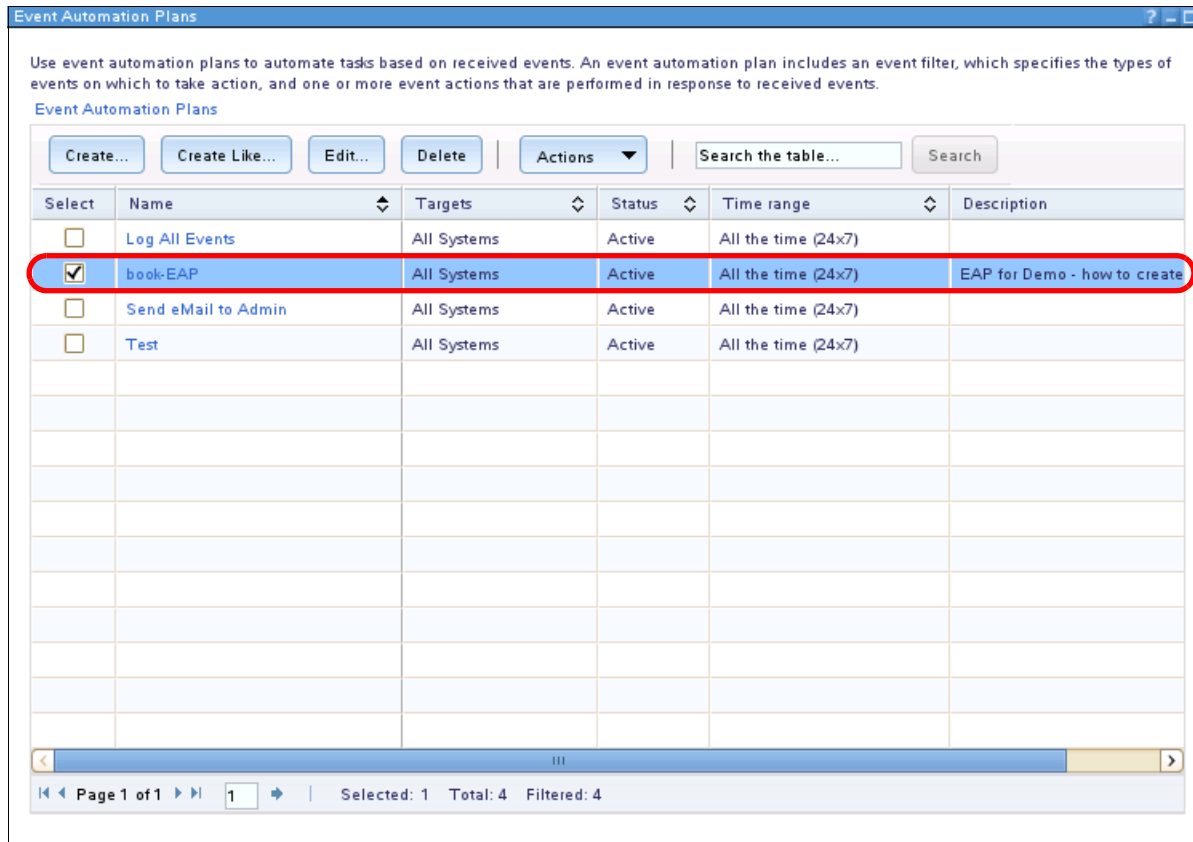 Event Automation Plans
Use event automation plans to automate tasks based on received events. An event automation plan includes an event filter, which specifies the types of
events on which to take action, and one or more event actions that are performed in response to received events.
Event Automation Plans
Create... Create Like... Edit... Delete Actions Search the table... Search
Select Name Targets Status Time range Description
Log All Events All Systems Active All the time (24x7)
book-EAP All Systems Active All the time (24x7) EAP for Demo - how to create
Send eMail to Admin All Systems Active All the time (24x7)
Test All Systems Active All the time (24x7)
Page 1 of 1 1 Selected: 1 Total: 4 Filtered: 4